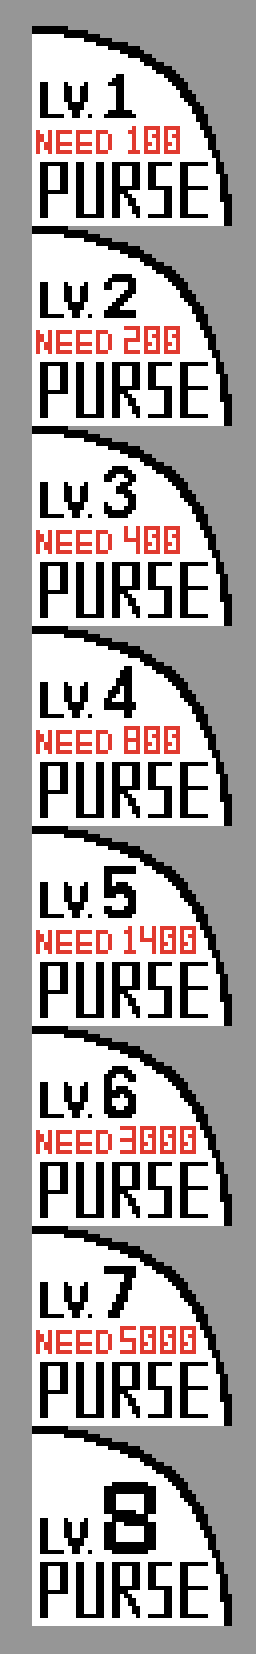 Lv.1
NEED 100
PURSE
Lv.2
NEED 200
PURSE
Lv.3
NEED 400
PURSE
Lv.4
NEED 800
PURSE
Lv.5
NEED 1400
PURSE
Lv.6
NEED 3000
PURSE
Lv.7
NEED 5000
PURSE
Lv.8
PURSE